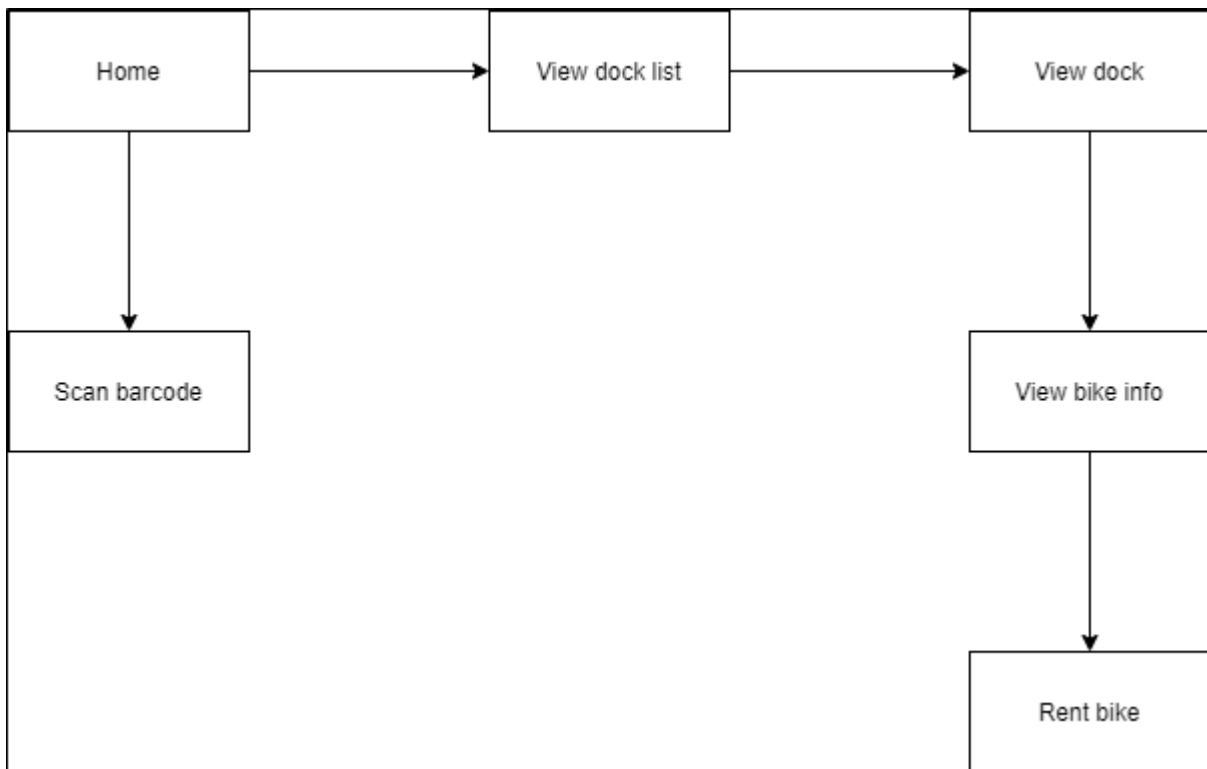 Home
View dock list
View dock
Scan barcode
View bike info
Rent bike